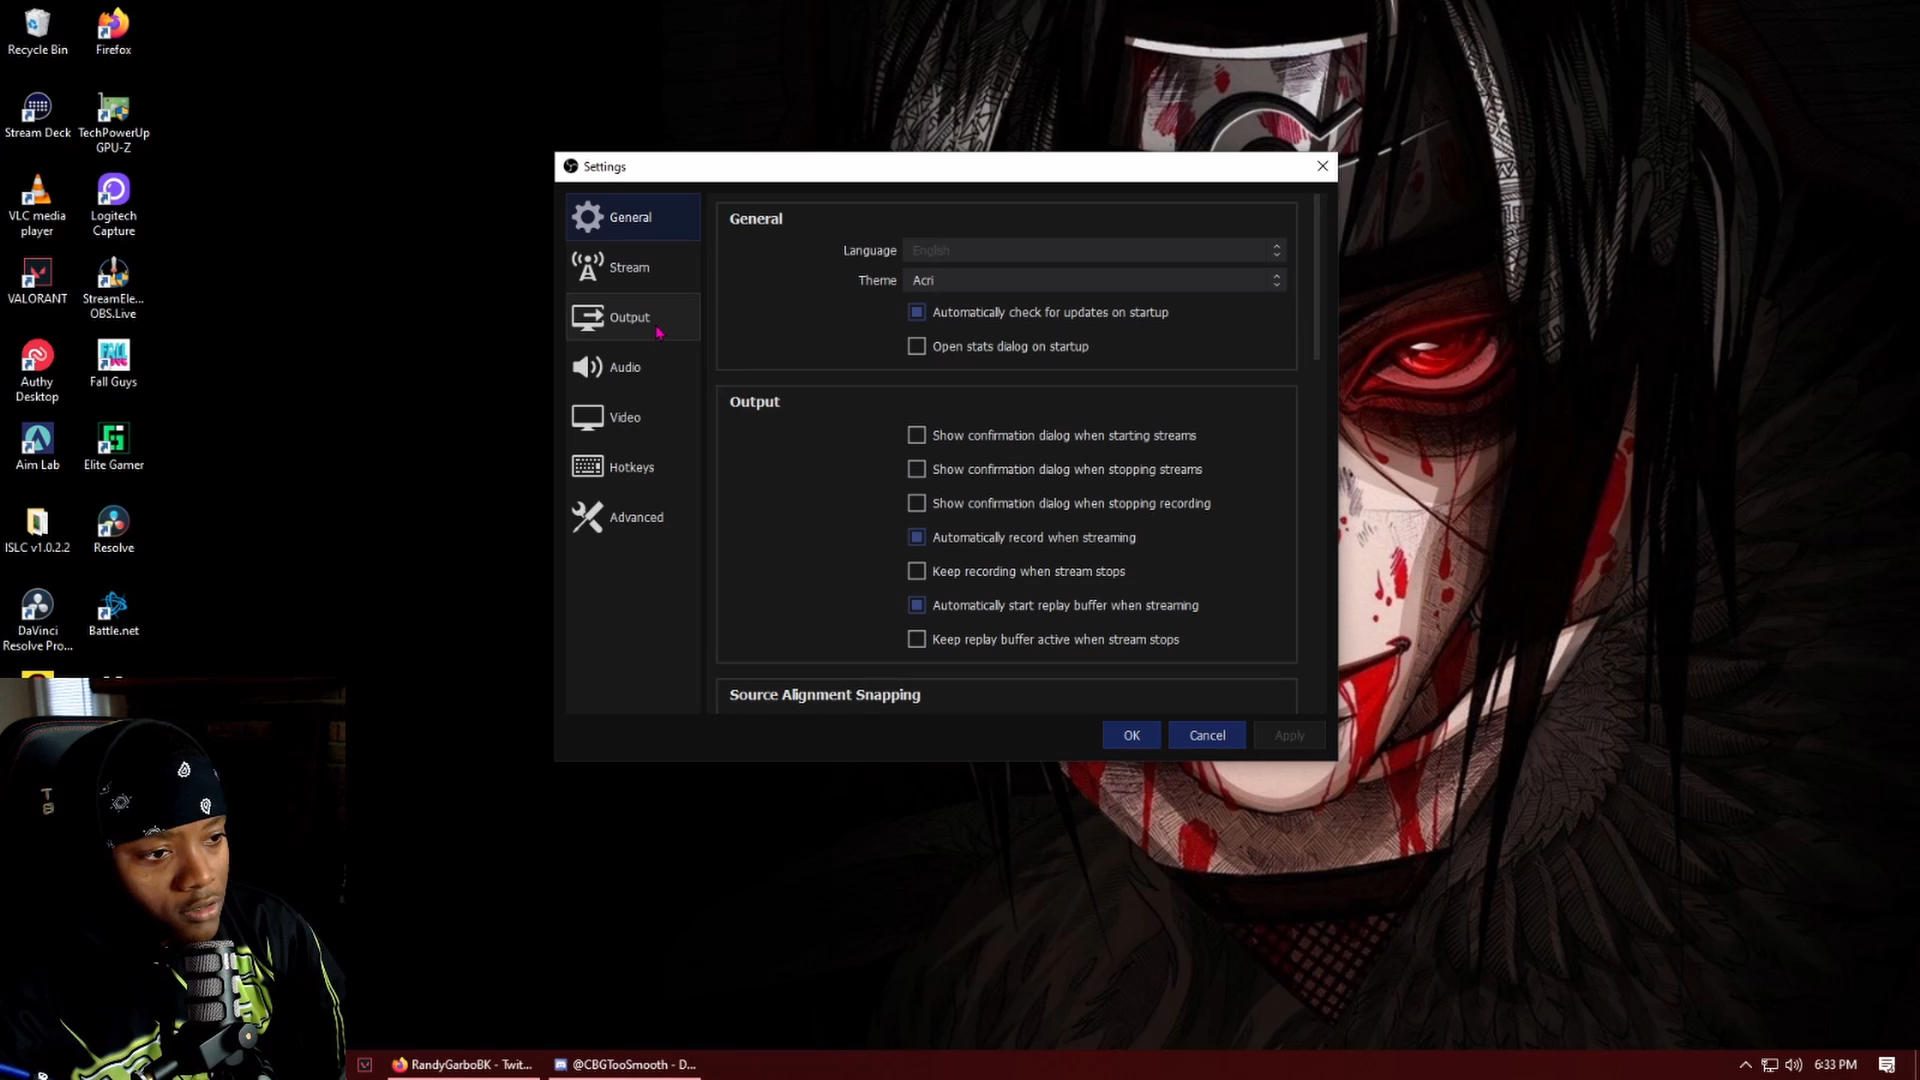 Recycle Bin
Firefox
Stream Deck
TechPowerUp
GPU-Z
VLC media
player
Logitech
Capture
VALORANT
StreamEle...
OBS.Live
Authy
Desktop
Fall Guys
Aim Lab
Elite Gamer
ISLC v1.0.2.2
Resolve
DaVinci
Resolve Pro...
Battle.net
Settings
General
Stream
Output
Audio
Video
Hotkeys
Advanced
General
Language English
Theme Acri
Automatically check for updates on startup
Open stats dialog on startup
Output
Show confirmation dialog when starting streams
Show confirmation dialog when stopping streams
Show confirmation dialog when stopping recording
Automatically record when streaming
Keep recording when stream stops
Automatically start replay buffer when streaming
Keep replay buffer active when stream stops
Source Alignment Snapping
OK Cancel Apply
RandyGarboBK - Twit... @CBGTooSmooth - D... 6:33 PM